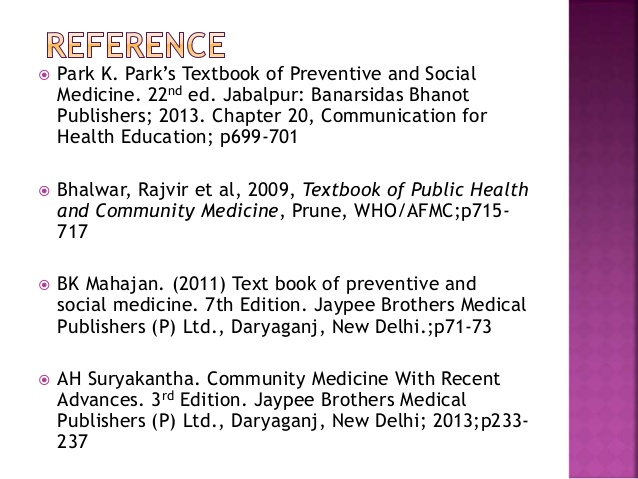 REFERENCE
Park K. Park’s Textbook of Preventive and Social
Medicine. 22nd ed. Jabalpur: Banarsidas Bhanot
Publishers; 2013. Chapter 20, Communication for
Health Education; p699-701
Bhalwar, Rajvir et al, 2009, Textbook of Public Health
and Community Medicine, Prune, WHO/AFMC;p715-
717
BK Mahajan. (2011) Text book of preventive and
social medicine. 7th Edition. Jaypee Brothers Medical
Publishers (P) Ltd., Daryaganj, New Delhi.;p71-73
AH Suryakantha. Community Medicine With Recent
Advances. 3rd Edition. Jaypee Brothers Medical
Publishers (P) Ltd., Daryaganj, New Delhi; 2013;p233-
237